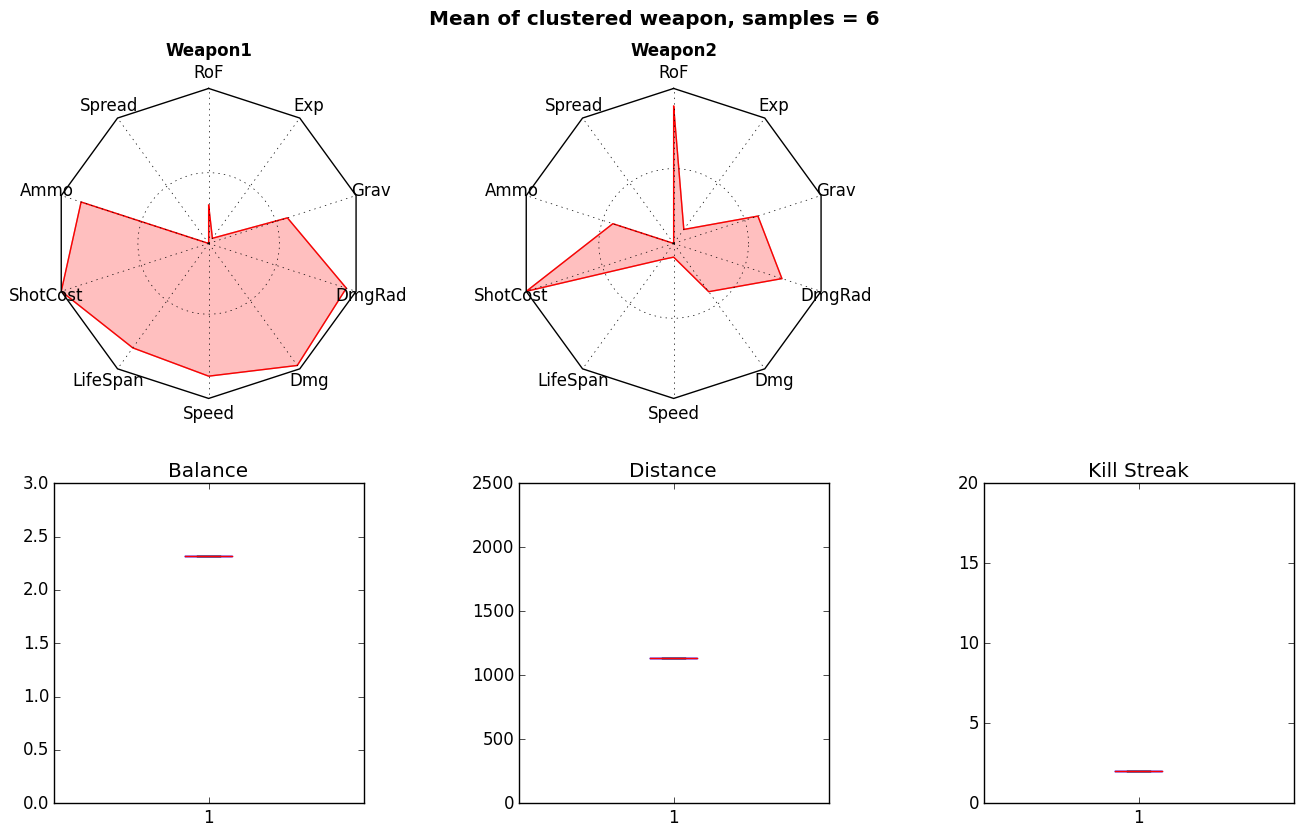 Mean of clustered weapon, samples = 6
Weapon1
RoF
Spread
Exp
Ammo
Grav
ShotCost
DmgRad
LifeSpan
Dmg
Speed
Weapon2
RoF
Spread
Exp
Ammo
Grav
ShotCost
DmgRad
LifeSpan
Dmg
Speed
Balance
3.0
2.5
2.0
1.5
1.0
0.5
0.0
1
Distance
2500
2000
1500
1000
500
0
1
Kill Streak
20
15
10
5
0
1